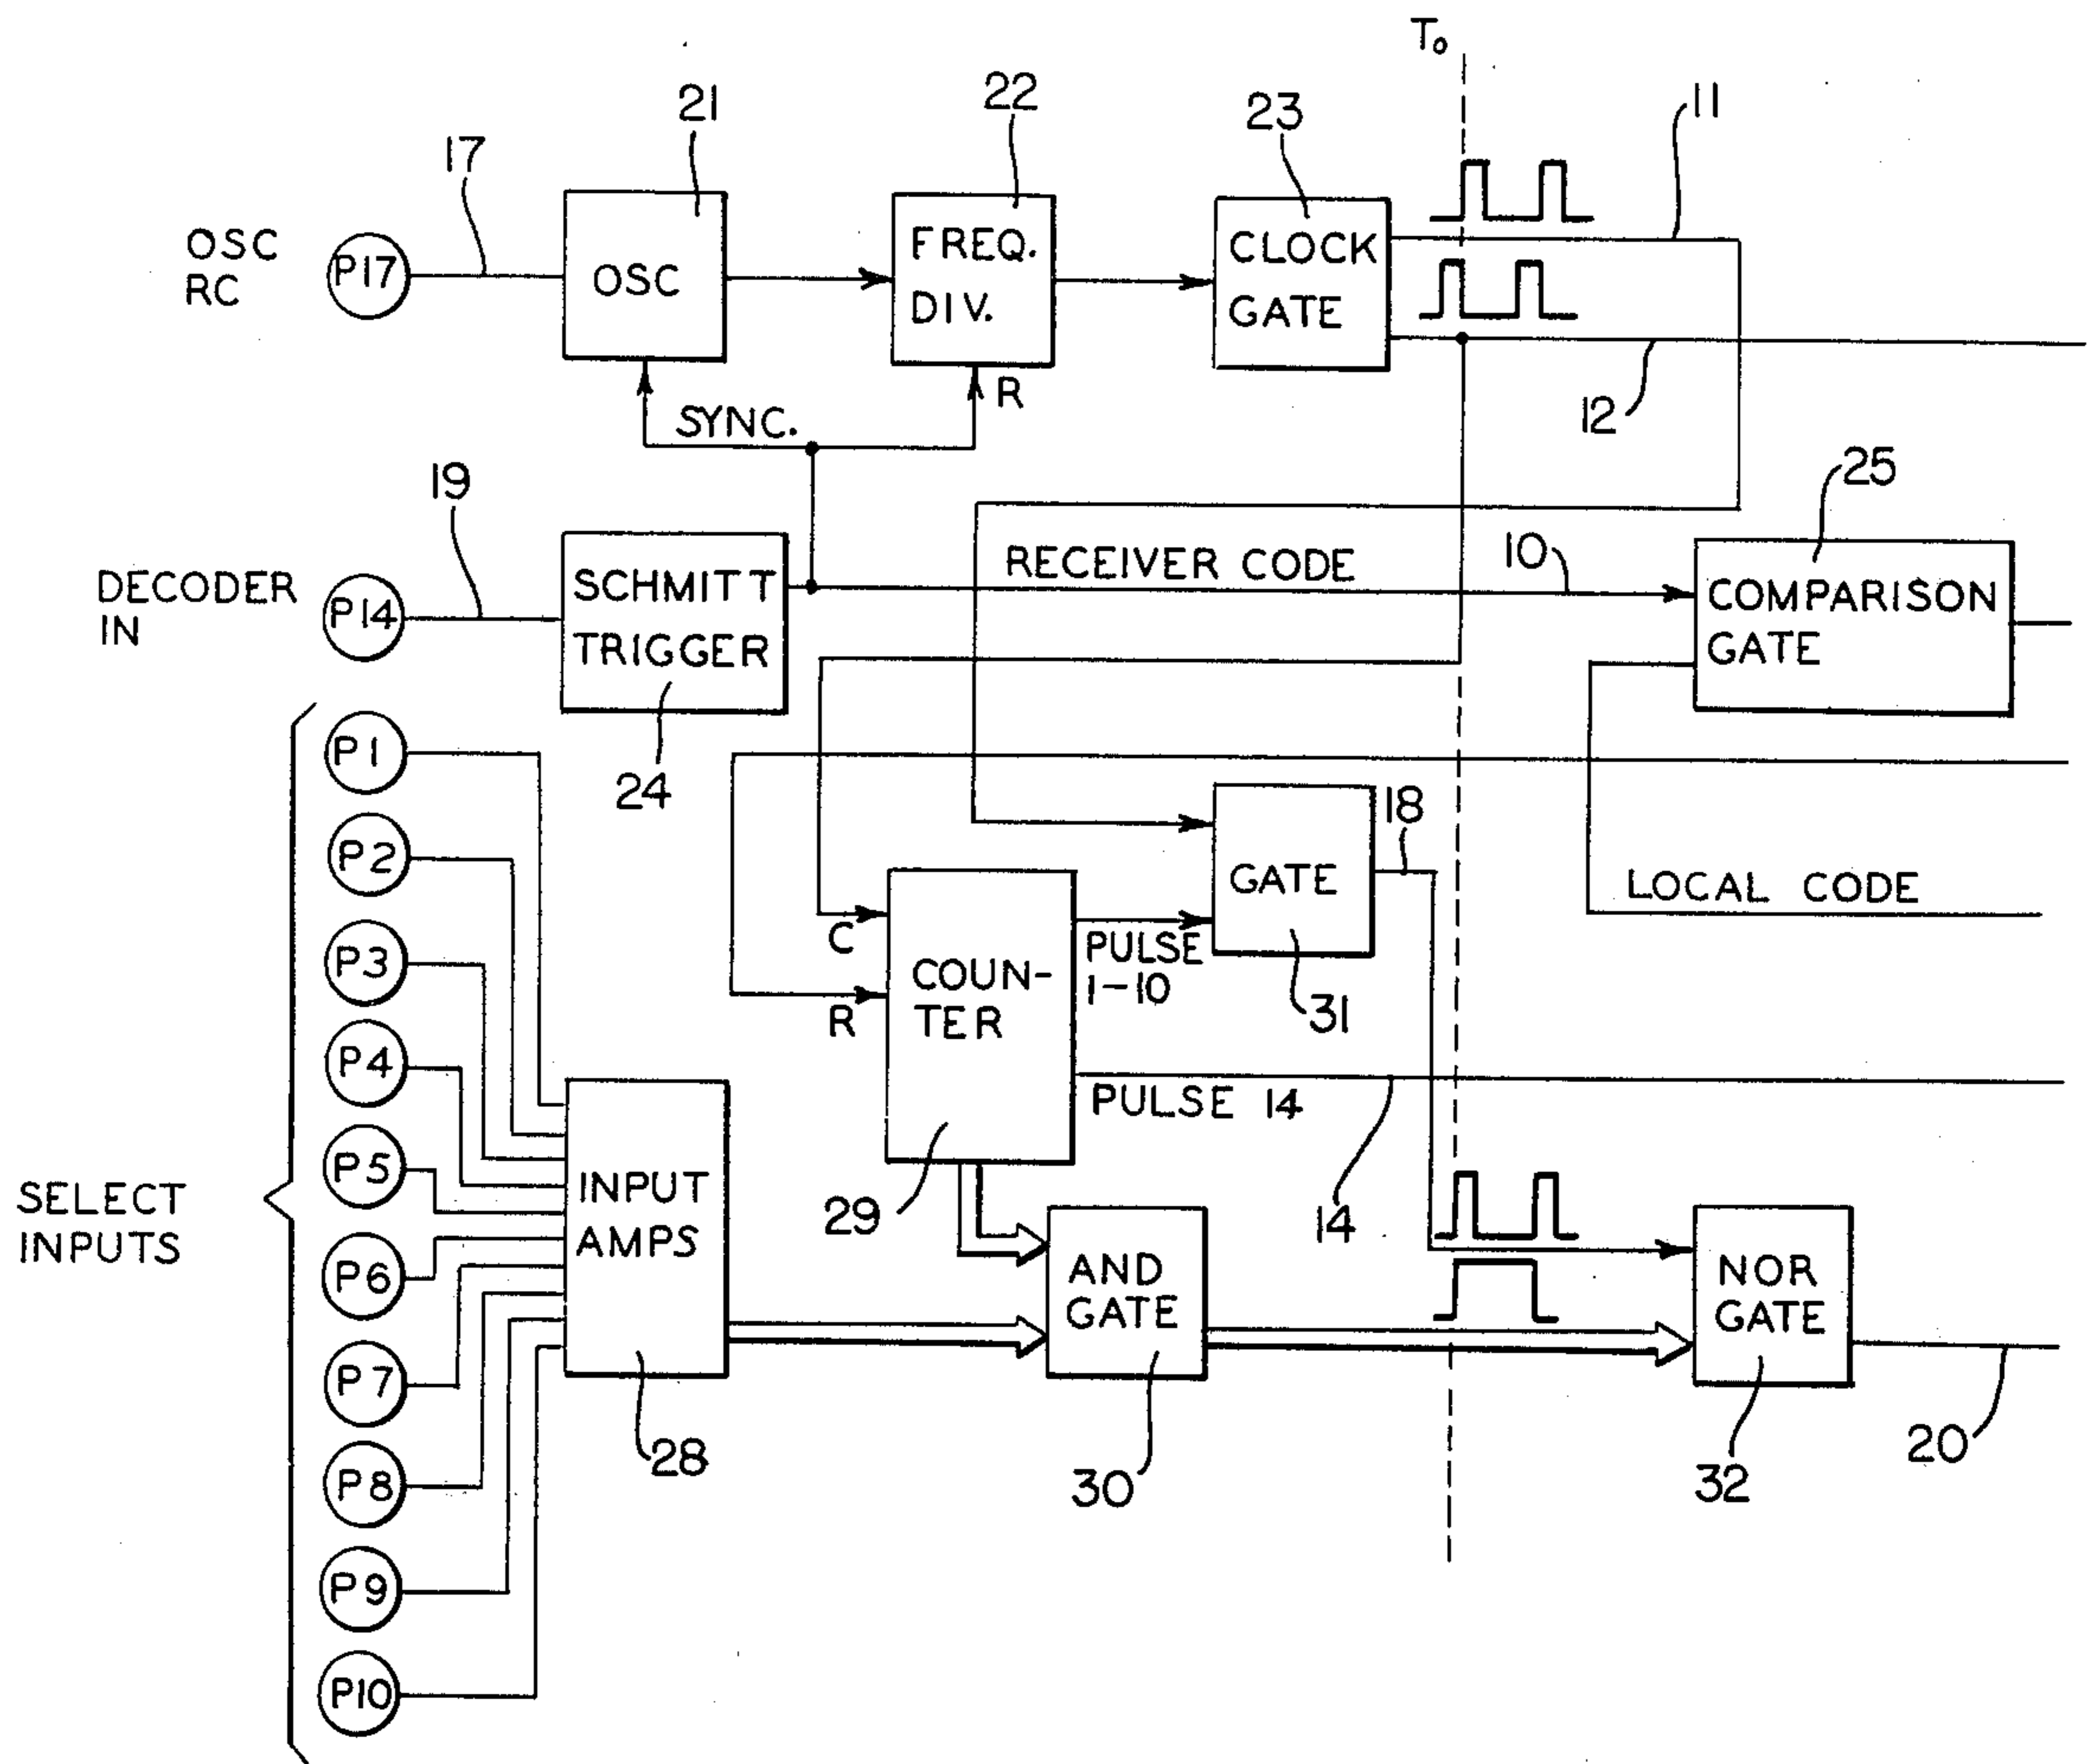 T₀
21
22
23
11
17
OSC
RC
P17
OSC
FREQ.
DIV.
CLOCK
GATE
SYNC.
R
12
25
19
DECODER
IN
P14
SCHMITT
TRIGGER
24
RECEIVER CODE
10
COMPARISON
GATE
LOCAL CODE
SELECT
INPUTS
P1
P2
P3
P4
P5
P6
P7
P8
P9
P10
INPUT
AMPS
28
C
R
COUN-
TER
29
PULSE
1-10
GATE
31
18
PULSE 14
14
AND
GATE
30
NOR
GATE
32
20